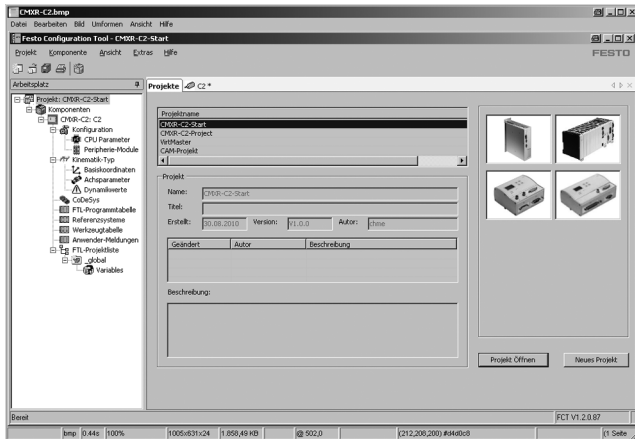 CMXR-C2.bmp
Datei Bearbeiten Bild Umformen Ansicht Hilfe
Festo Configuration Tool - CMXR-C2-Start
Projekt Komponente Ansicht Extras Hilfe
FESTO
Arbeitsplatz
Projekt: CMXR-C2-Start
Komponenten
CMXR-C2: C2
Konfiguration
CPU Parameter
Peripherie-Module
Kinematik-Typ
Basiskoordinaten
Achsparameter
Dynamikwerte
CoDeSys
FTL-Programmtabelle
Referenzsysteme
Werkzeugtabelle
Anwender-Meldungen
FTL-Projektliste
_global
Variables
Projekte C2 *
Projektname
CMXR-C2-Start
CMXR-C2-Project
VirtMaster
CAM-Projekt
Projekt
Name: CMXR-C2-Start
Titel:
Erstellt: 30.08.2010 Version: V1.0.0 Autor: chme
Geändert Autor Beschreibung
Beschreibung:
Projekt Öffnen Neues Projekt
Bereit FCT V1.2.0.87
bmp 0.44s 100% 1005x631x24 1.858,49 KB @ 502,0 (212,208,200) #d4d0c8 (1 Seite